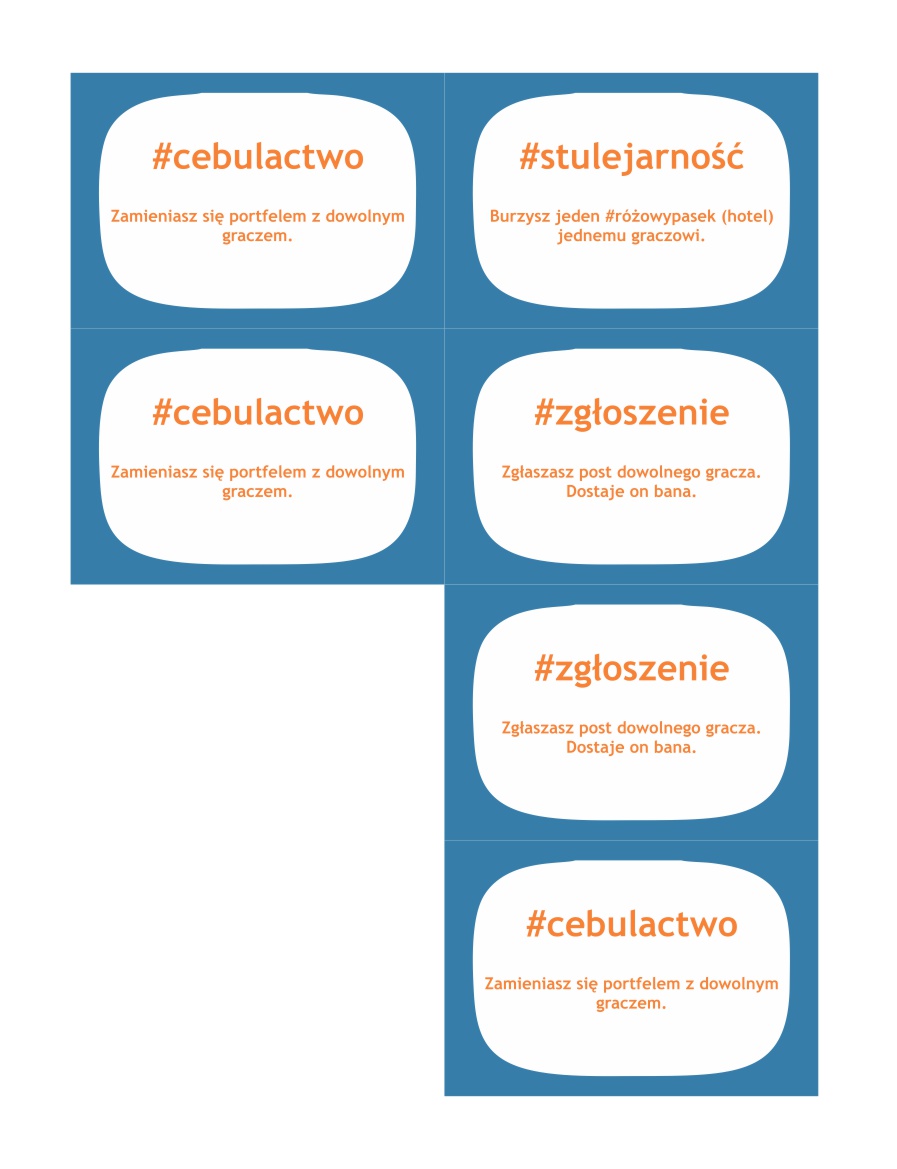 #cebulactwo
Zamieniasz się portfelem z dowolnym
graczem.
#stulejarność
Burzysz jeden #różowypasek (hotel)
jednemu graczowi.
#cebulactwo
Zamieniasz się portfelem z dowolnym
graczem.
#zgłoszenie
Zgłaszasz post dowolnego gracza.
Dostaje on bana.
#zgłoszenie
Zgłaszasz post dowolnego gracza.
Dostaje on bana.
#cebulactwo
Zamieniasz się portfelem z dowolnym
graczem.